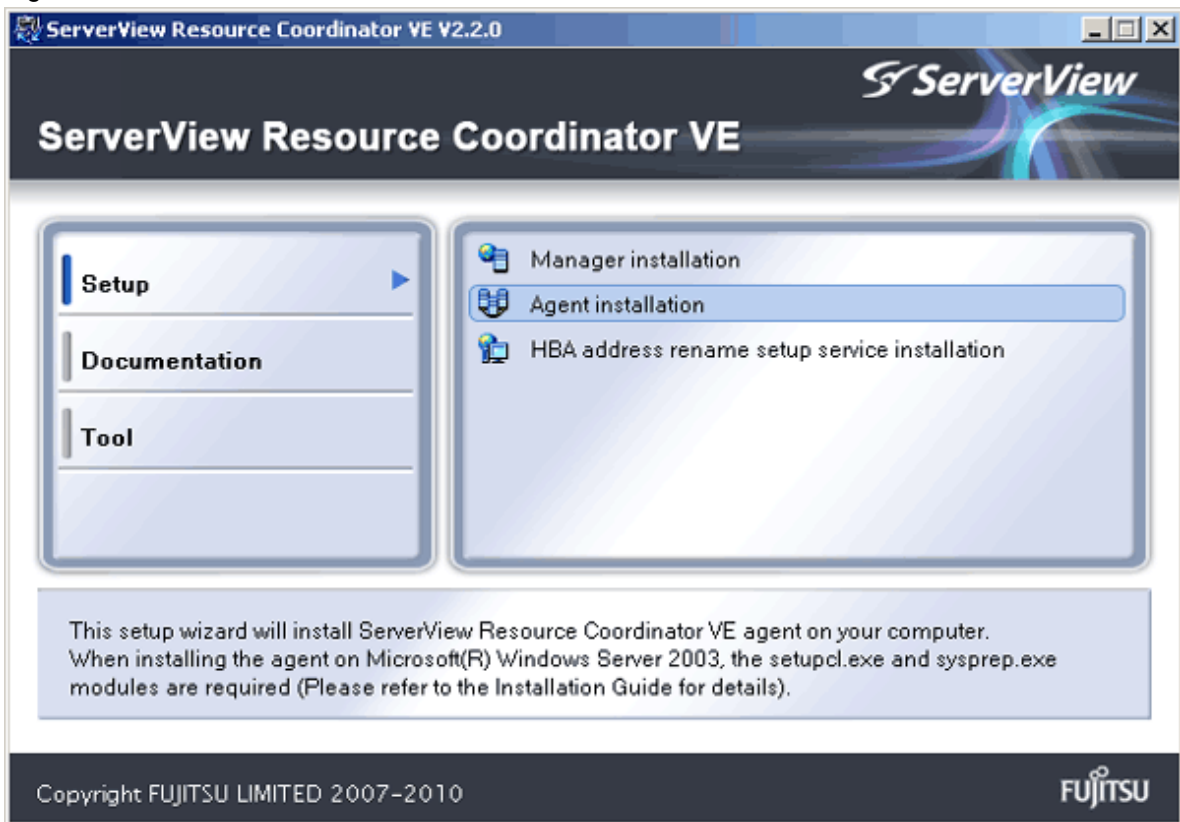 ServerView Resource Coordinator VE V2.2.0
ServerView
ServerView Resource Coordinator VE
Setup
Documentation
Tool
Manager installation
Agent installation
HBA address rename setup service installation
This setup wizard will install ServerView Resource Coordinator VE agent on your computer.
When installing the agent on Microsoft(R) Windows Server 2003, the setupcl.exe and sysprep.exe
modules are required (Please refer to the Installation Guide for details).
Copyright FUJITSU LIMITED 2007-2010
FUJITSU